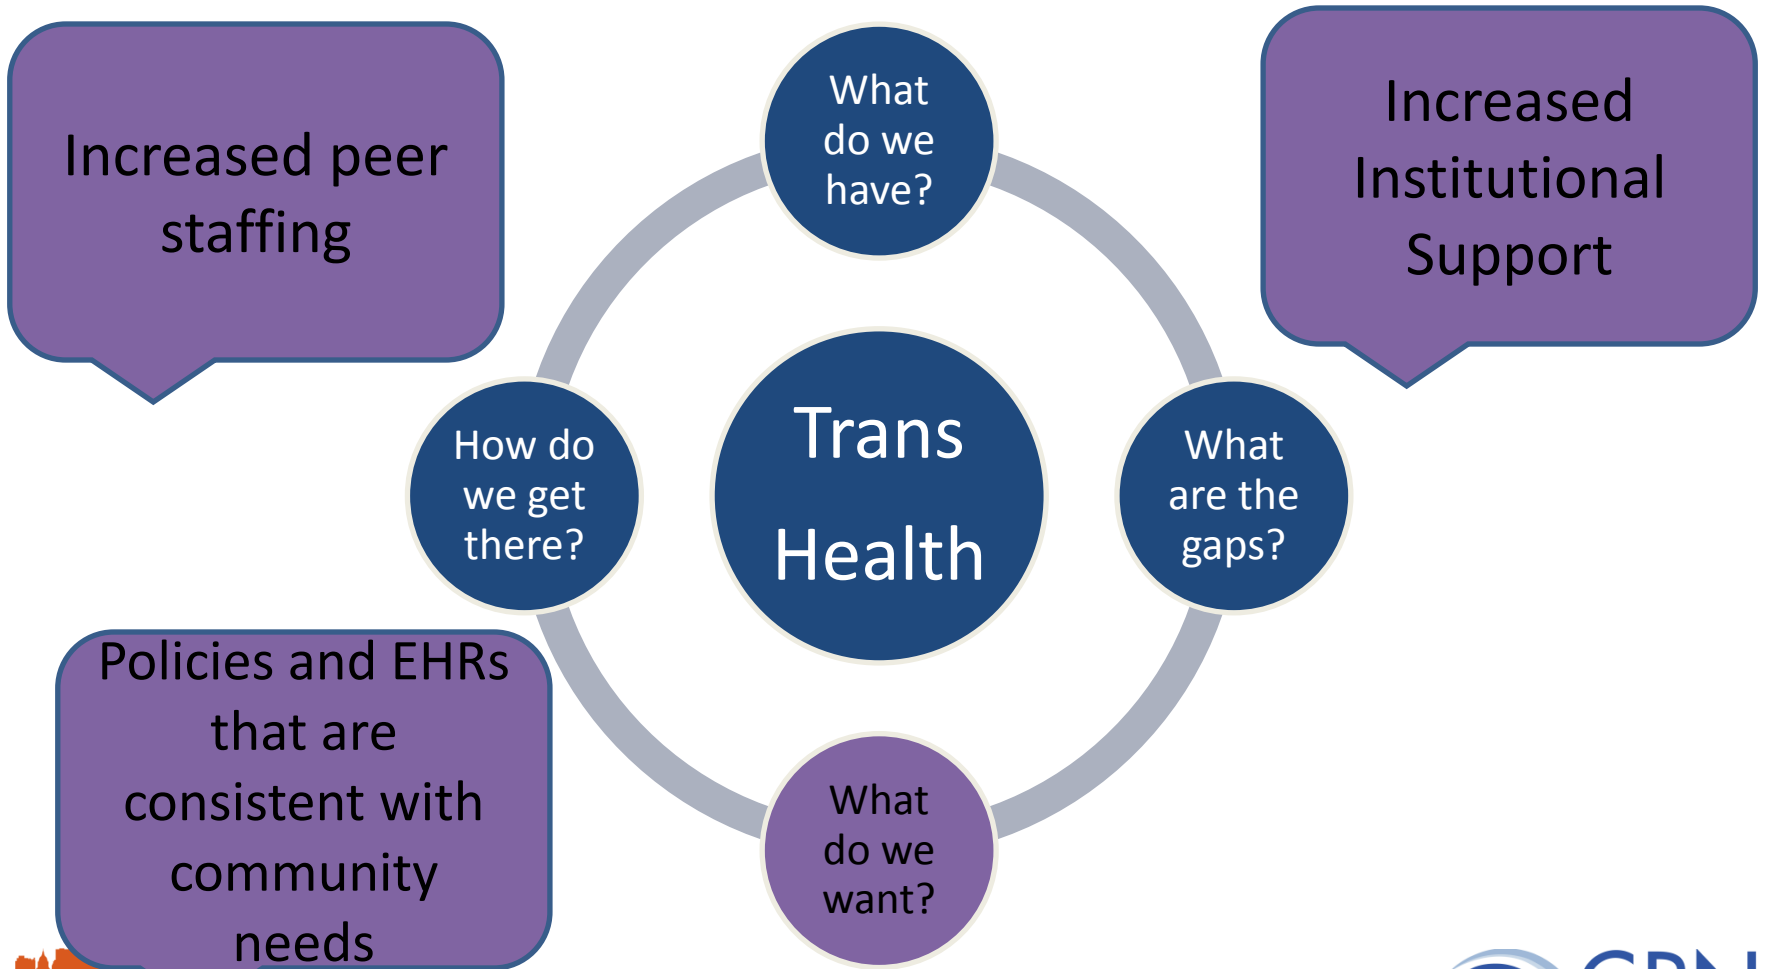 Increased peer
staffing
What
do we
have?
Increased
Institutional
Support
How do
we get
there?
Trans
Health
What
are the
gaps?
Policies and EHRs
that are
consistent with
community
needs
What
do we
want?